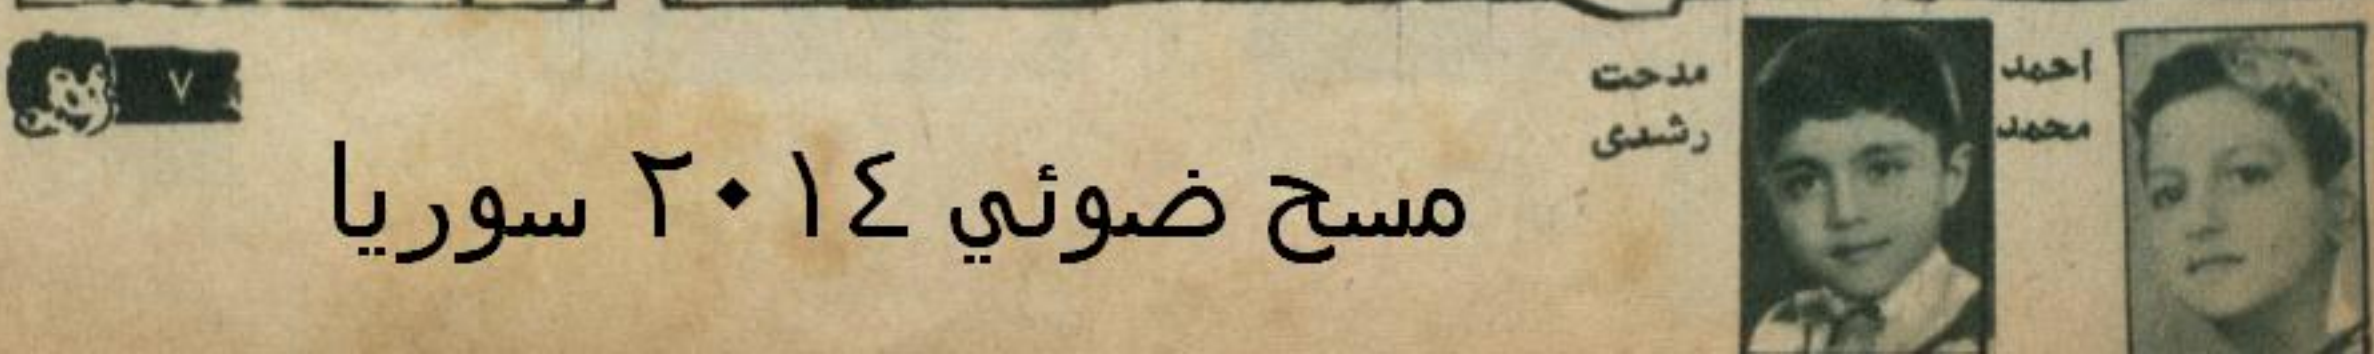 احمد
محمد
مدحت
رشدى
٧
مسح ضوئي ٢٠١٤ سوريا